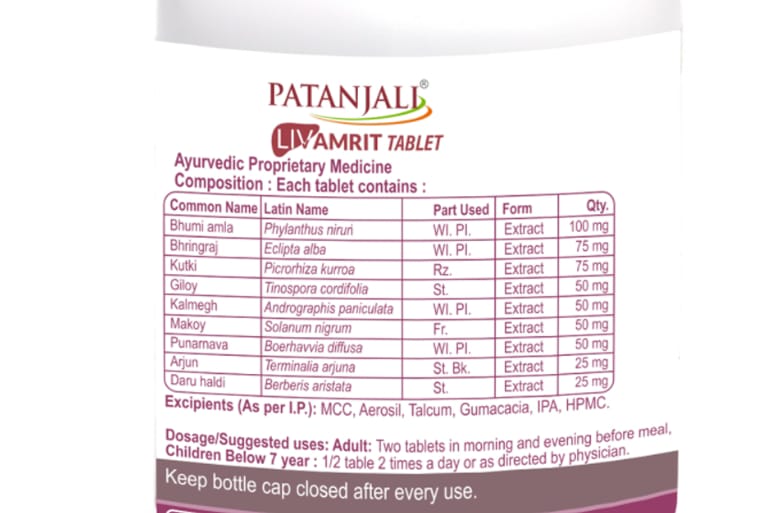 PATANJALI®
LIVAMRIT TABLET
Ayurvedic Proprietary Medicine
Composition : Each tablet contains :
Common Name Latin Name Part Used Form Qty.
Bhumi amla Phylanthus niruri Wl. Pl. Extract 100 mg
Bhringraj Eclipta alba Wl. Pl. Extract 75 mg
Kutki Picrorhiza kurroa Rz. Extract 75 mg
Giloy Tinospora cordifolia St. Extract 50 mg
Kalmegh Andrographis paniculata Wl. Pl. Extract 50 mg
Makoy Solanum nigrum Fr. Extract 50 mg
Punarnava Boerhavvia diffusa Wl. Pl. Extract 50 mg
Arjun Terminalia arjuna St. Bk. Extract 25 mg
Daru haldi Berberis aristata St. Extract 25 mg
Excipients (As per I.P.): MCC, Aerosil, Talcum, Gumacacia, IPA, HPMC.
Dosage/Suggested uses: Adult: Two tablets in morning and evening before meal,
Children Below 7 year : 1/2 table 2 times a day or as directed by physician.
Keep bottle cap closed after every use.